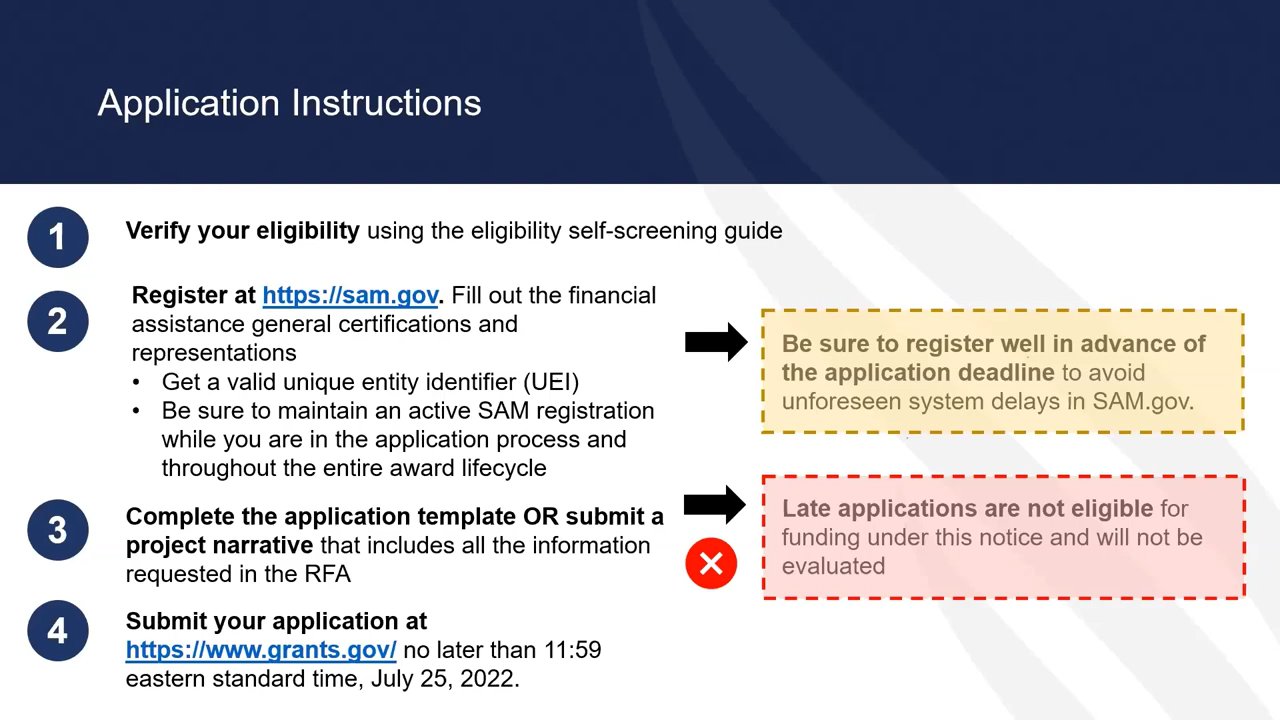 Application Instructions
1
Verify your eligibility using the eligibility self-screening guide
2
Register at https://sam.gov. Fill out the financial
assistance general certifications and
representations
• Get a valid unique entity identifier (UEI)
• Be sure to maintain an active SAM registration
while you are in the application process and
throughout the entire award lifecycle
Be sure to register well in advance of
the application deadline to avoid
unforeseen system delays in SAM.gov.
3
Complete the application template OR submit a
project narrative that includes all the information
requested in the RFA
Late applications are not eligible for
funding under this notice and will not be
evaluated
4
Submit your application at
https://www.grants.gov/ no later than 11:59
eastern standard time, July 25, 2022.